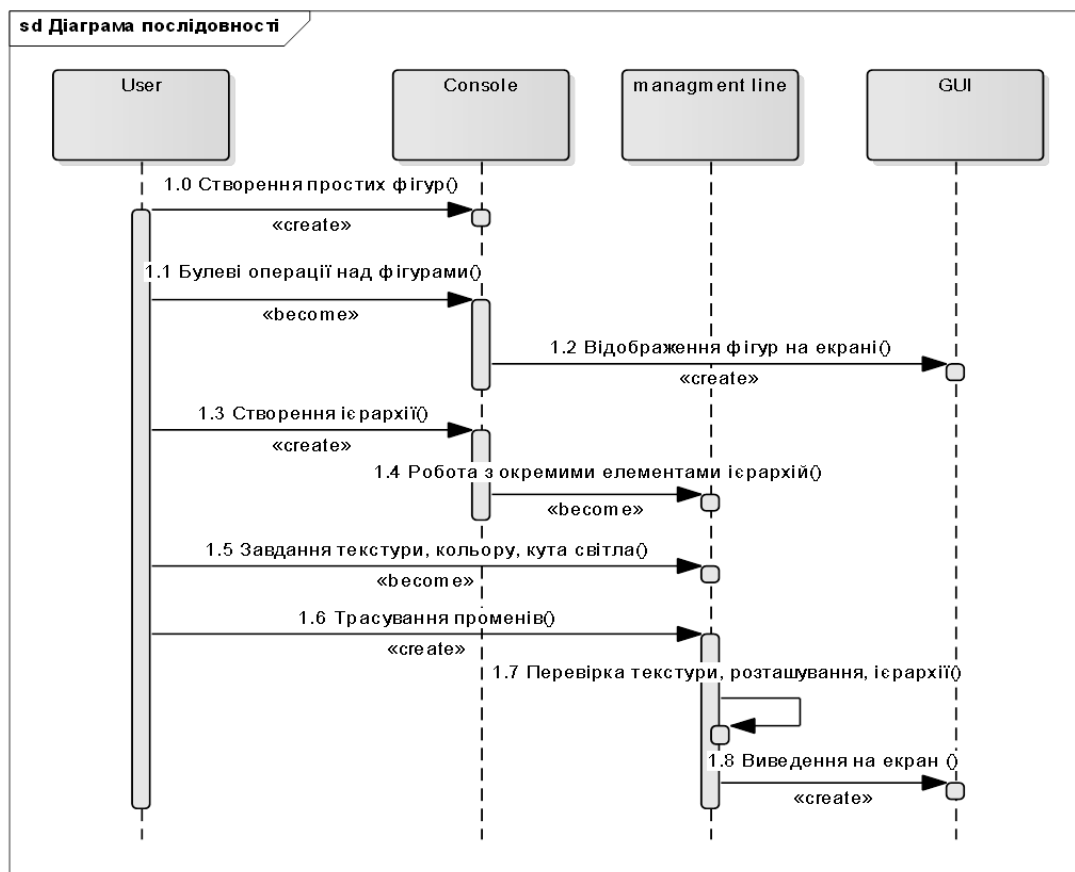 sd Діаграма послідовності
User
Console
managment line
GUI
1.0 Створення простих фігур()
«create»
1.1 Булеві операції над фігурами()
«become»
1.2 Відображення фігур на екрані()
«create»
1.3 Створення ієрархії()
«create»
1.4 Робота з окремими елементами ієрархій()
«become»
1.5 Завдання текстури, кольору, кута світла()
«become»
1.6 Трасування променів()
«create»
1.7 Перевірка текстури, розташування, ієрархії()
1.8 Виведення на екран ()
«create»